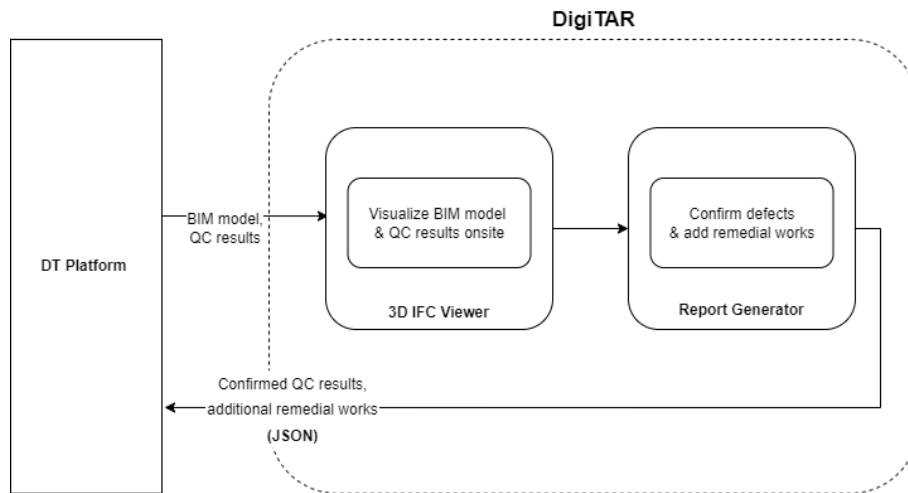 DigiTAR
DT Platform
BIM model,
QC results
Visualize BIM model
& QC results onsite
3D IFC Viewer
Confirm defects
& add remedial works
Report Generator
Confirmed QC results,
additional remedial works
(JSON)